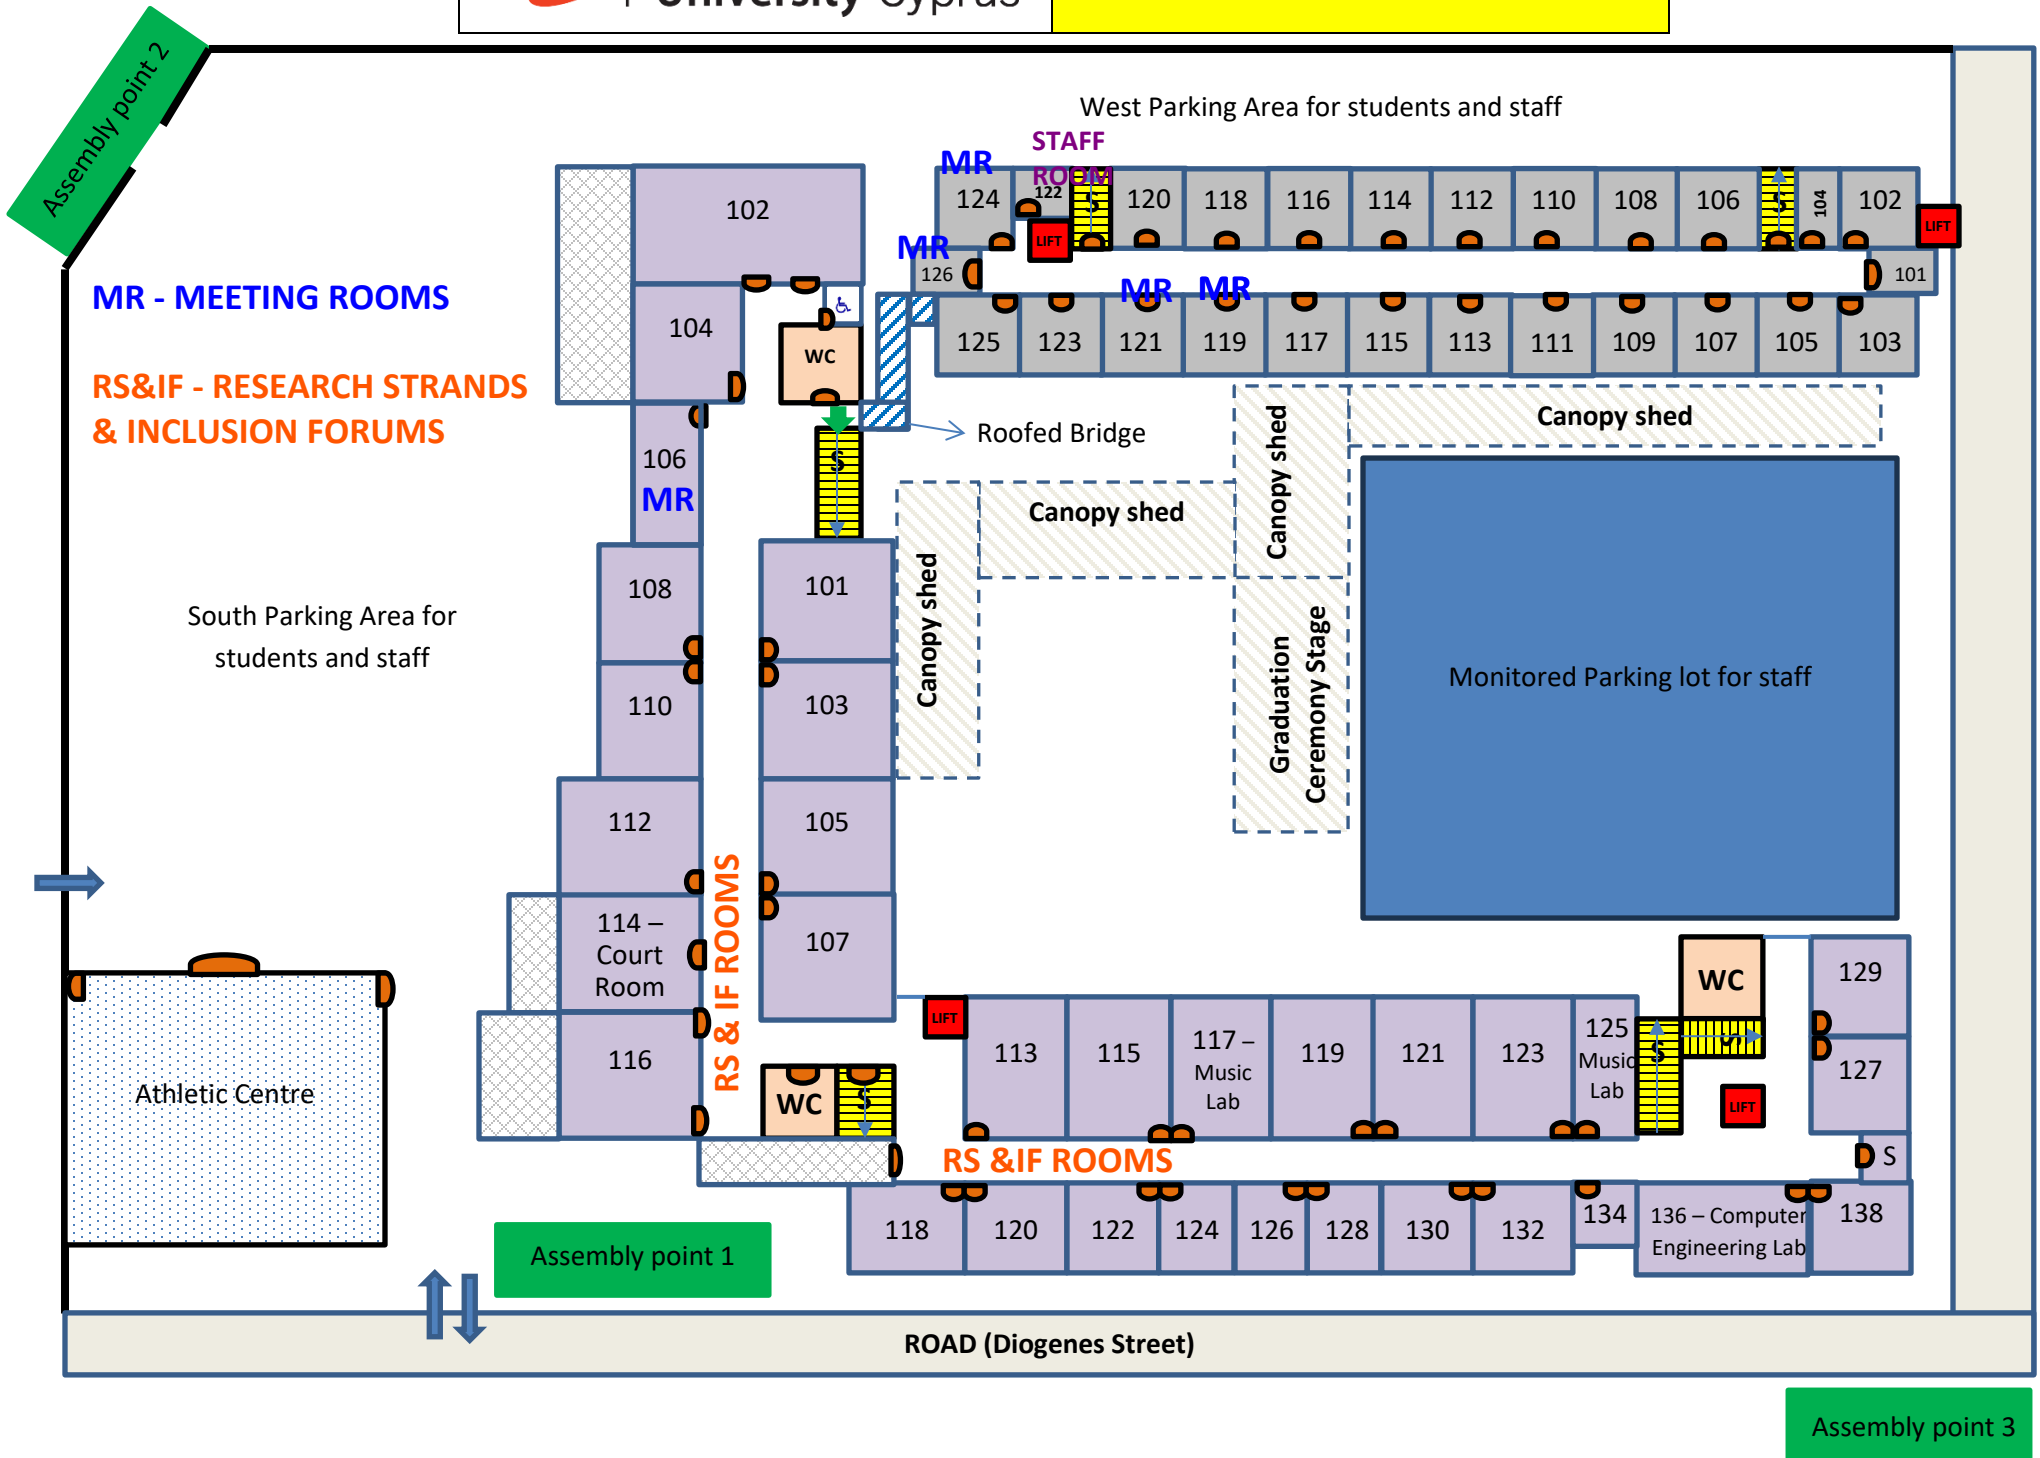 University Cyprus
Assembly point 2
West Parking Area for students and staff
STAFF
ROOM
MR
124
122
S
120
118
116
114
112
110
108
106
S
104
102
LIFT
LIFT
MR
126
101
MR
MR
125
123
121
119
117
115
113
111
109
107
105
103
MR - MEETING ROOMS
RS&IF - RESEARCH STRANDS
& INCLUSION FORUMS
102
104
♿
WC
106
MR
S
Roofed Bridge
Canopy shed
Canopy shed
Canopy shed
Canopy shed
Graduation
Ceremony Stage
Monitored Parking lot for staff
South Parking Area for
students and staff
108
110
112
114 –
Court
Room
116
101
103
105
107
RS & IF ROOMS
WC
S
Athletic Centre
LIFT
113
115
117 –
Music
Lab
119
121
123
125
Music
Lab
S
WC
S
LIFT
129
127
S
RS &IF ROOMS
118
120
122
124
126
128
130
132
134
136 – Computer
Engineering Lab
138
Assembly point 1
ROAD (Diogenes Street)
Assembly point 3